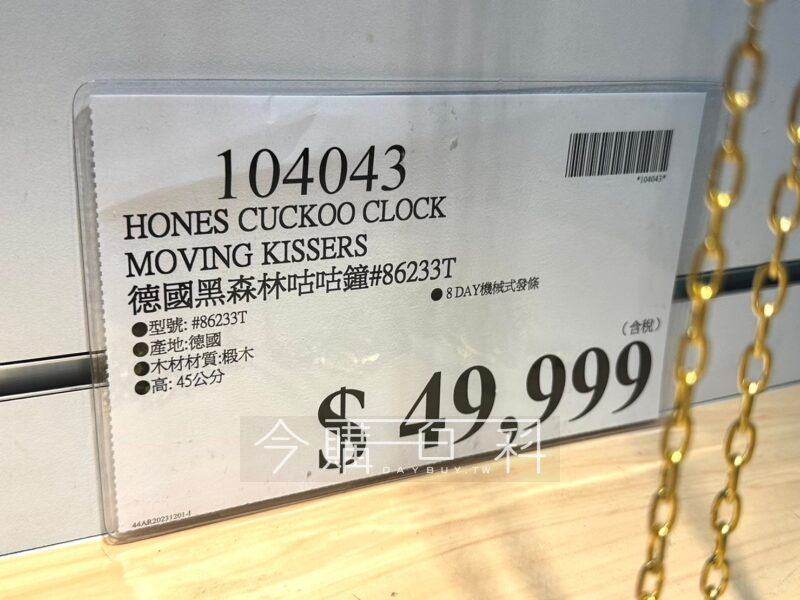 104043
*104043*
HONES CUCKOO CLOCK
MOVING KISSERS
德國黑森林咕咕鐘#86233T
●型號: #86233T
●8 DAY機械式發條
●產地:德國
●木材材質:椴木
●高: 45公分
(含稅)
$ 49,999
今購百科
DAYBUY.TW
44AR20231201-1